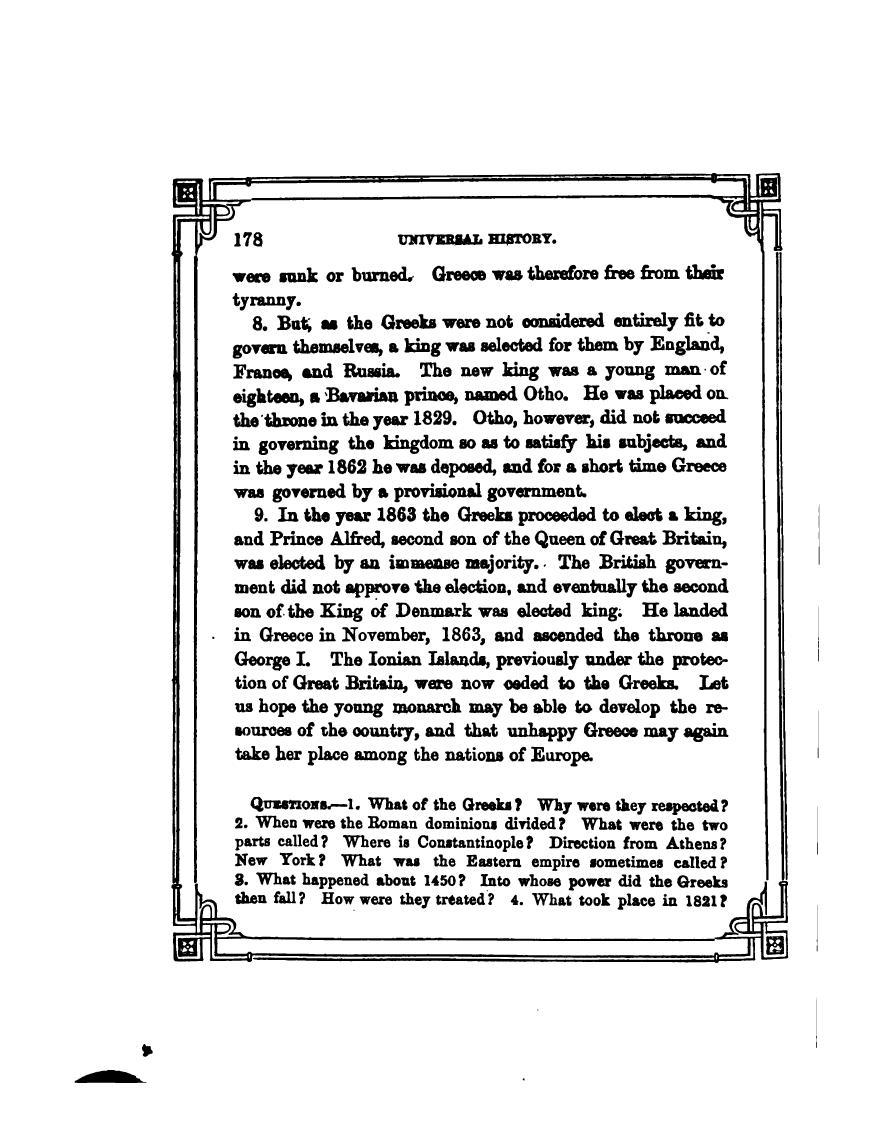 178 UNIVERSAL HISTORY.
were sunk or burned. Greece was therefore free from their
tyranny.
8. But, as the Greeks were not considered entirely fit to
govern themselves, a king was selected for them by England,
France, and Russia. The new king was a young man of
eighteen, a Bavarian prince, named Otho. He was placed on
the throne in the year 1829. Otho, however, did not succeed
in governing the kingdom so as to satisfy his subjects, and
in the year 1862 he was deposed, and for a short time Greece
was governed by a provisional government.
9. In the year 1863 the Greeks proceeded to elect a king,
and Prince Alfred, second son of the Queen of Great Britain,
was elected by an immense majority. The British govern-
ment did not approve the election, and eventually the second
son of the King of Denmark was elected king. He landed
in Greece in November, 1863, and ascended the throne as
George I. The Ionian Islands, previously under the protec-
tion of Great Britain, were now ceded to the Greeks. Let
us hope the young monarch may be able to develop the re-
sources of the country, and that unhappy Greece may again
take her place among the nations of Europe.
QUESTIONS.—1. What of the Greeks? Why were they respected?
2. When were the Roman dominions divided? What were the two
parts called? Where is Constantinople? Direction from Athens?
New York? What was the Eastern empire sometimes called?
3. What happened about 1450? Into whose power did the Greeks
then fall? How were they treated? 4. What took place in 1821?